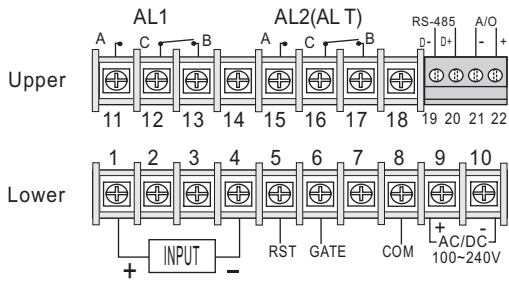 AL1 AL2(AL T) RS-485 A/O
A C B A C B D- D+ - +
Upper
11 12 13 14 15 16 17 18 19 20 21 22
1 2 3 4 5 6 7 8 9 10
Lower
+ INPUT - RST GATE COM + AC/DC -
100~240V